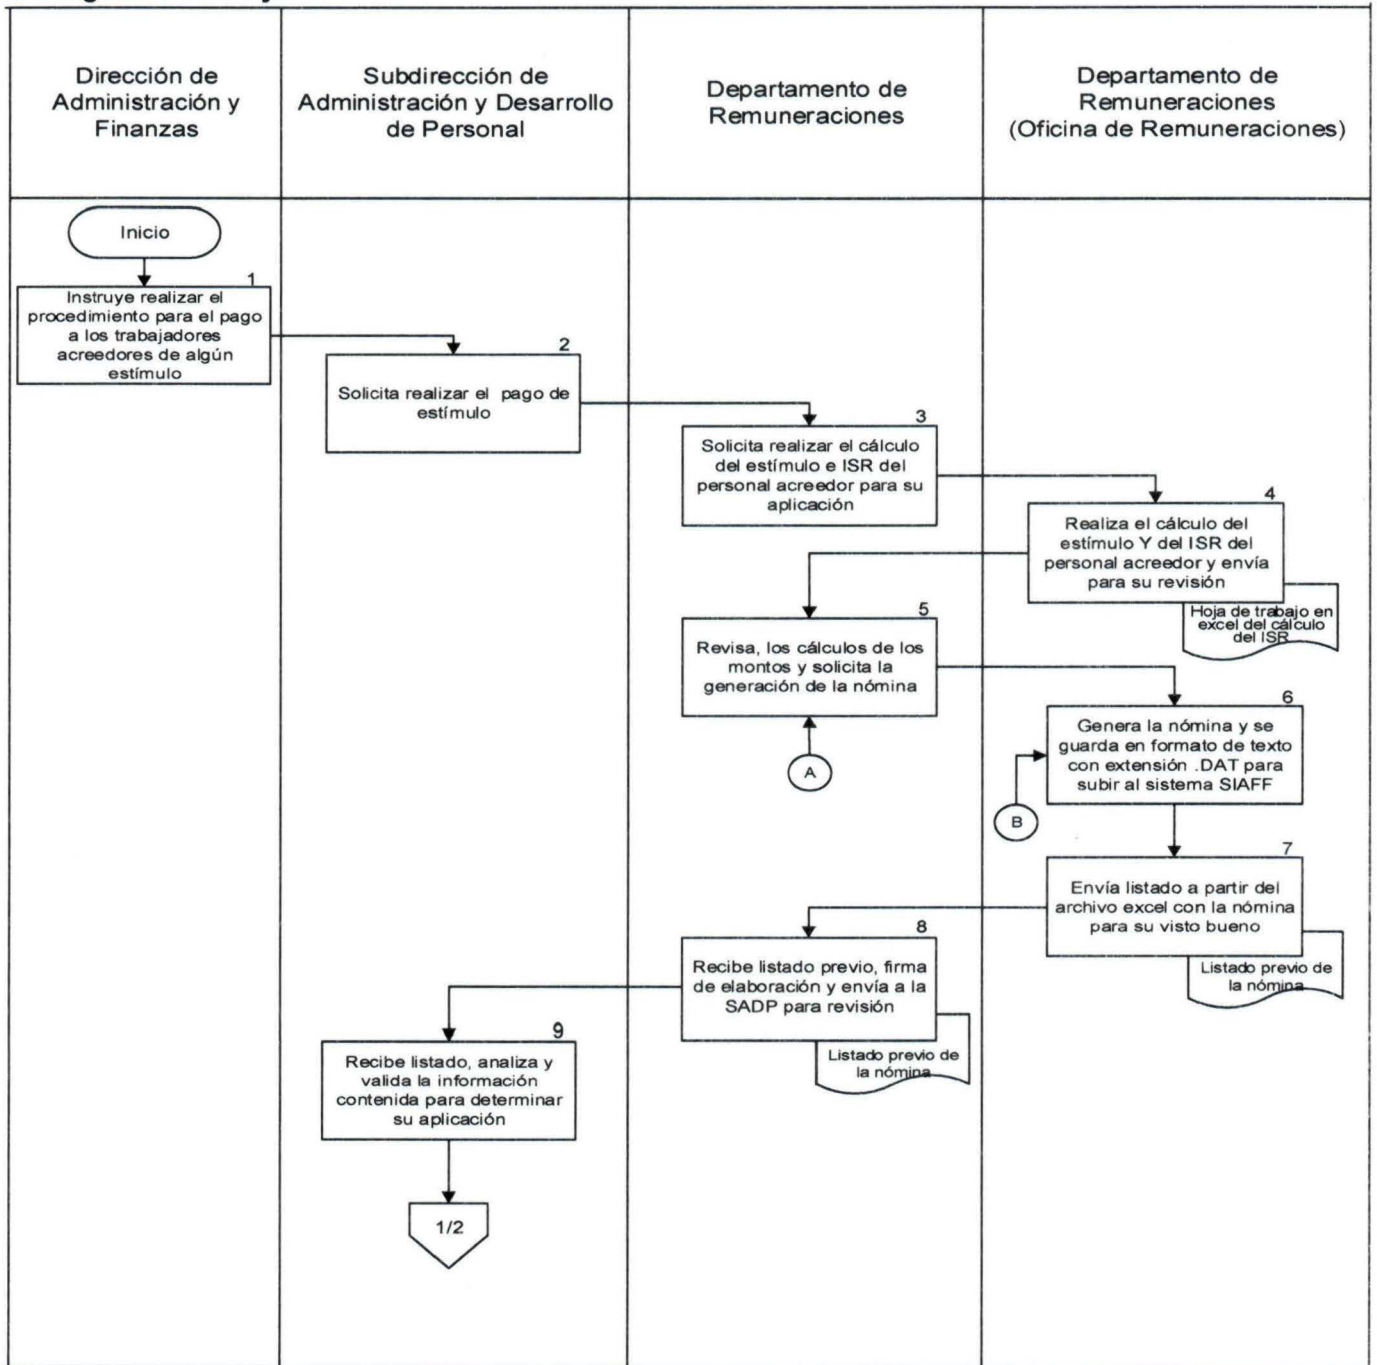 Dirección de
Administración y
Finanzas
Subdirección de
Administración y Desarrollo
de Personal
Departamento de
Remuneraciones
Departamento de
Remuneraciones
(Oficina de Remuneraciones)
Inicio
1
Instruye realizar el
procedimiento para el pago
a los trabajadores
acreedores de algún
estímulo
2
Solicita realizar el pago de
estímulo
3
Solicita realizar el cálculo
del estímulo e ISR del
personal acreedor para su
aplicación
4
Realiza el cálculo del
estímulo Y del ISR del
personal acreedor y envía
para su revisión
Hoja de trabajo en
excel del cálculo
del ISR
5
Revisa, los cálculos de los
montos y solicita la
generación de la nómina
A
6
Genera la nómina y se
guarda en formato de texto
con extensión .DAT para
subir al sistema SIAFF
B
7
Envía listado a partir del
archivo excel con la nómina
para su visto bueno
Listado previo de
la nómina
8
Recibe listado previo, firma
de elaboración y envía a la
SADP para revisión
Listado previo de
la nómina
9
Recibe listado, analiza y
valida la información
contenida para determinar
su aplicación
1/2